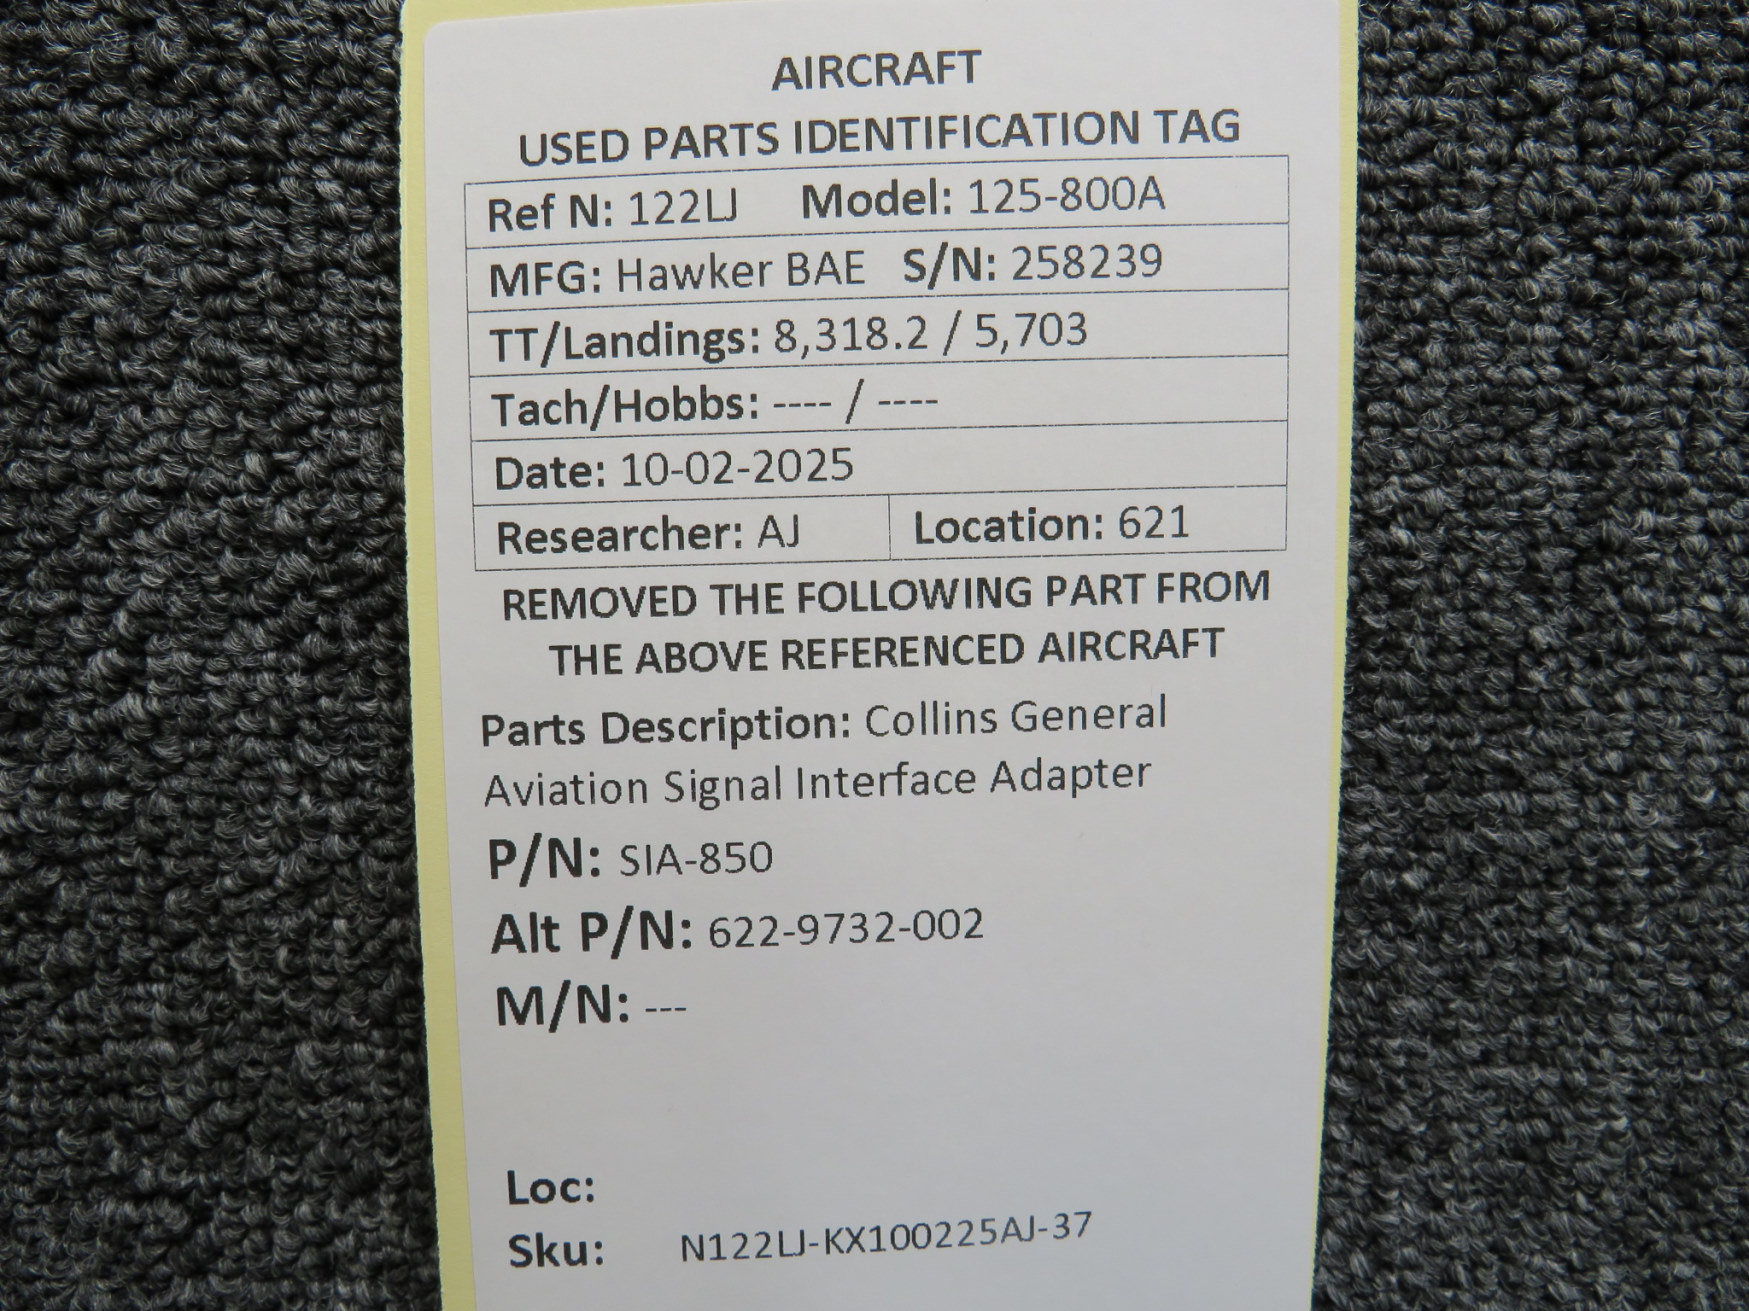 AIRCRAFT
USED PARTS IDENTIFICATION TAG
Ref N: 122LJ Model: 125-800A
MFG: Hawker BAE S/N: 258239
TT/Landings: 8,318.2 / 5,703
Tach/Hobbs: ---- / ----
Date: 10-02-2025
Researcher: AJ Location: 621
REMOVED THE FOLLOWING PART FROM
THE ABOVE REFERENCED AIRCRAFT
Parts Description: Collins General
Aviation Signal Interface Adapter
P/N: SIA-850
Alt P/N: 622-9732-002
M/N: ---
Loc:
Sku: N122LJ-KX100225AJ-37